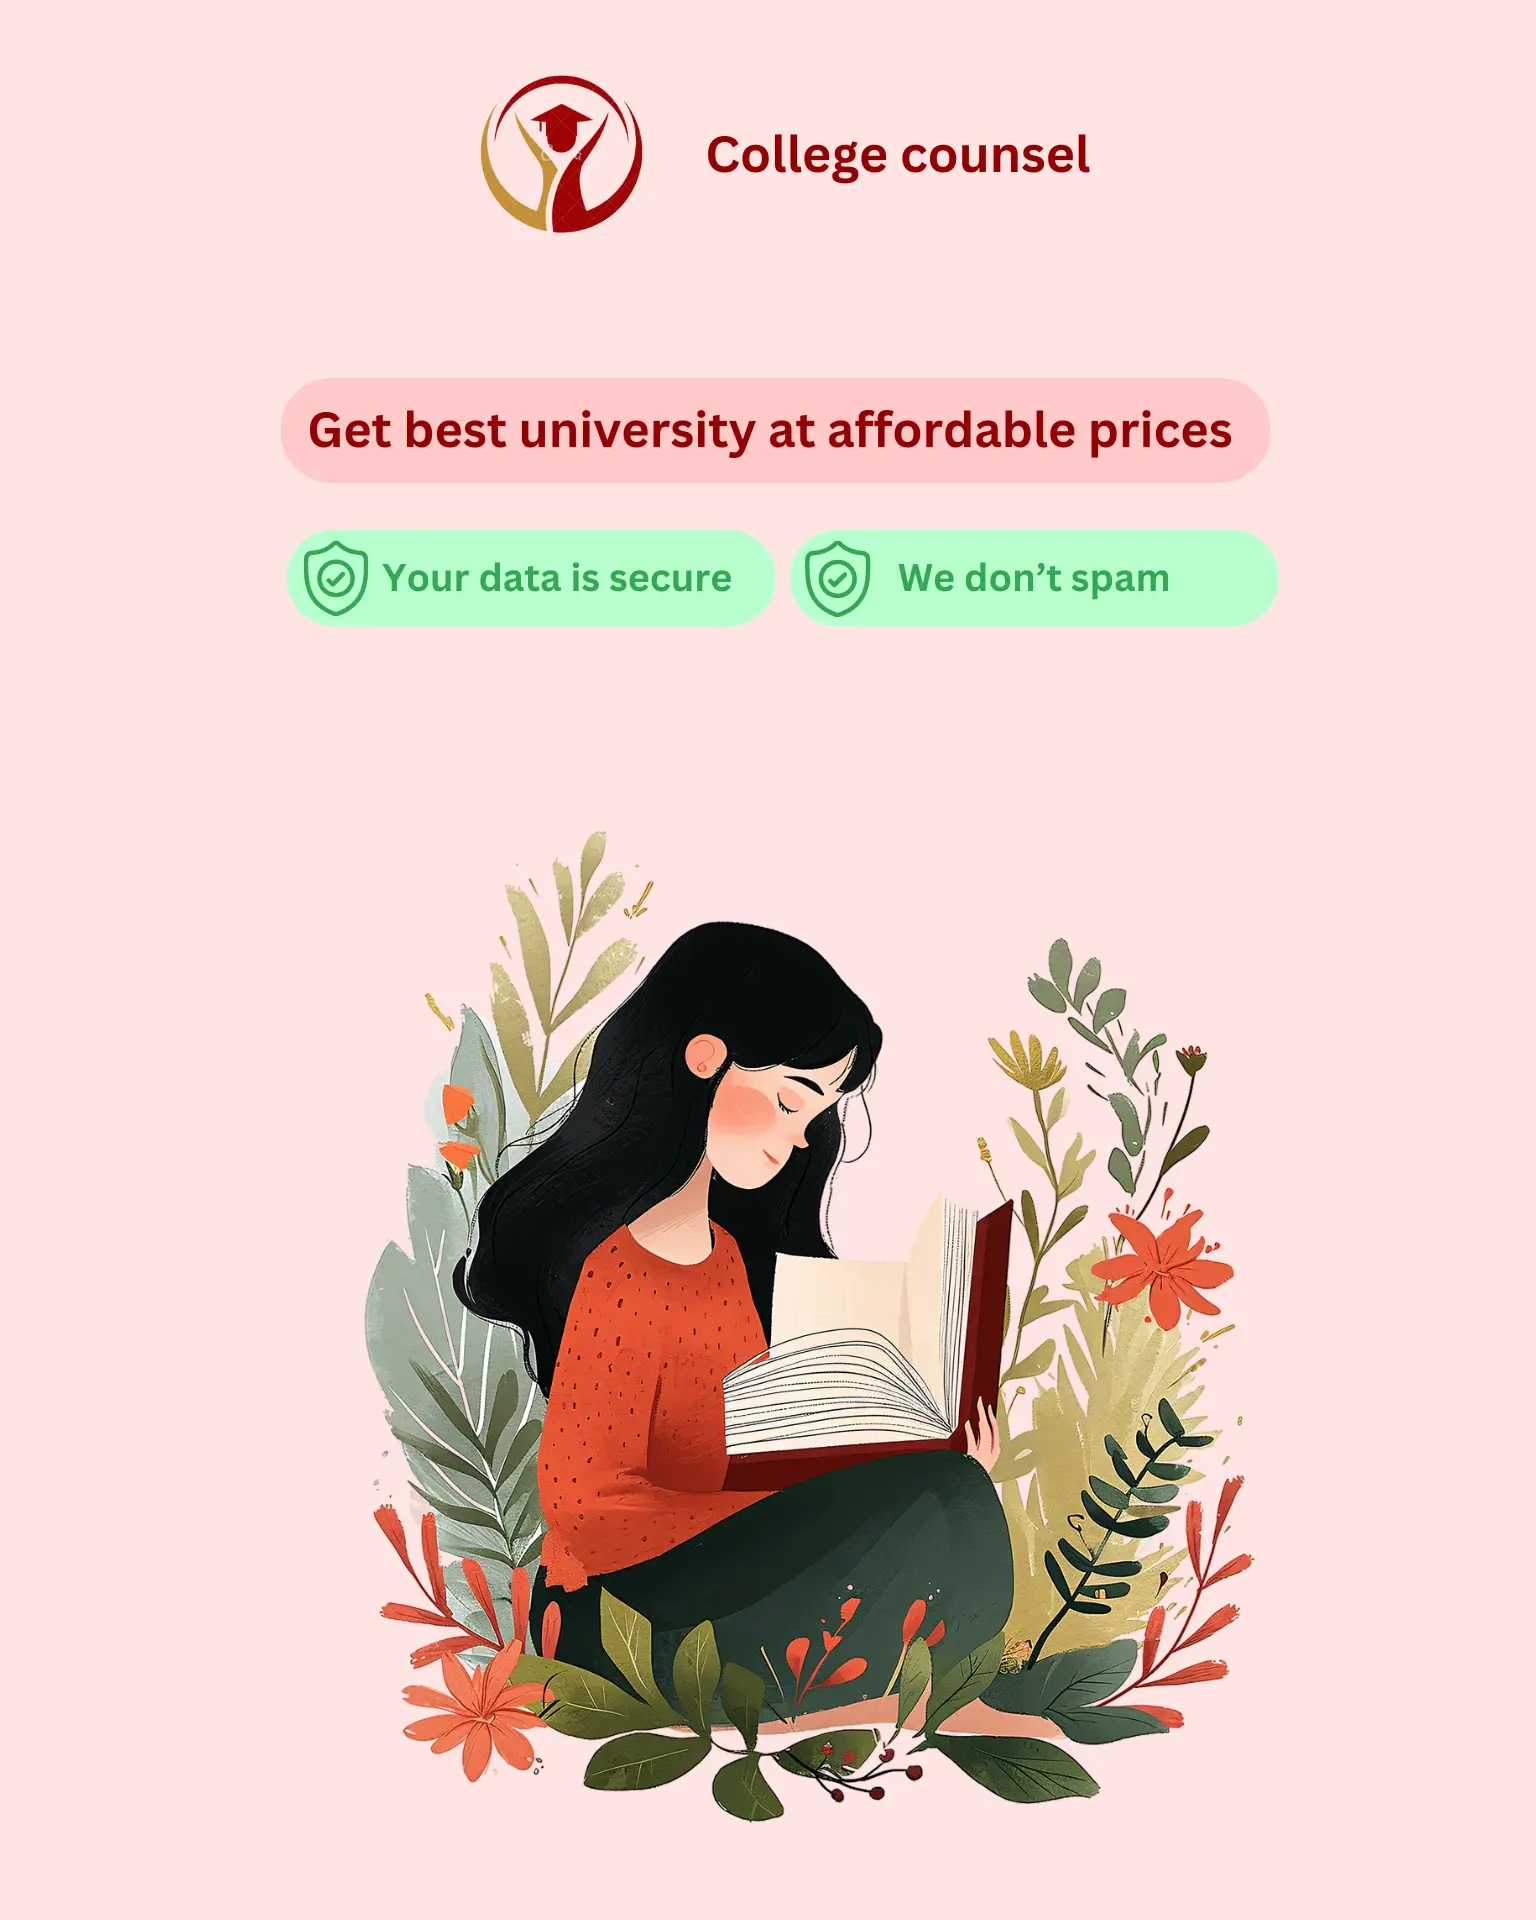 College counsel
Get best university at affordable prices
Your data is secure
We don’t spam